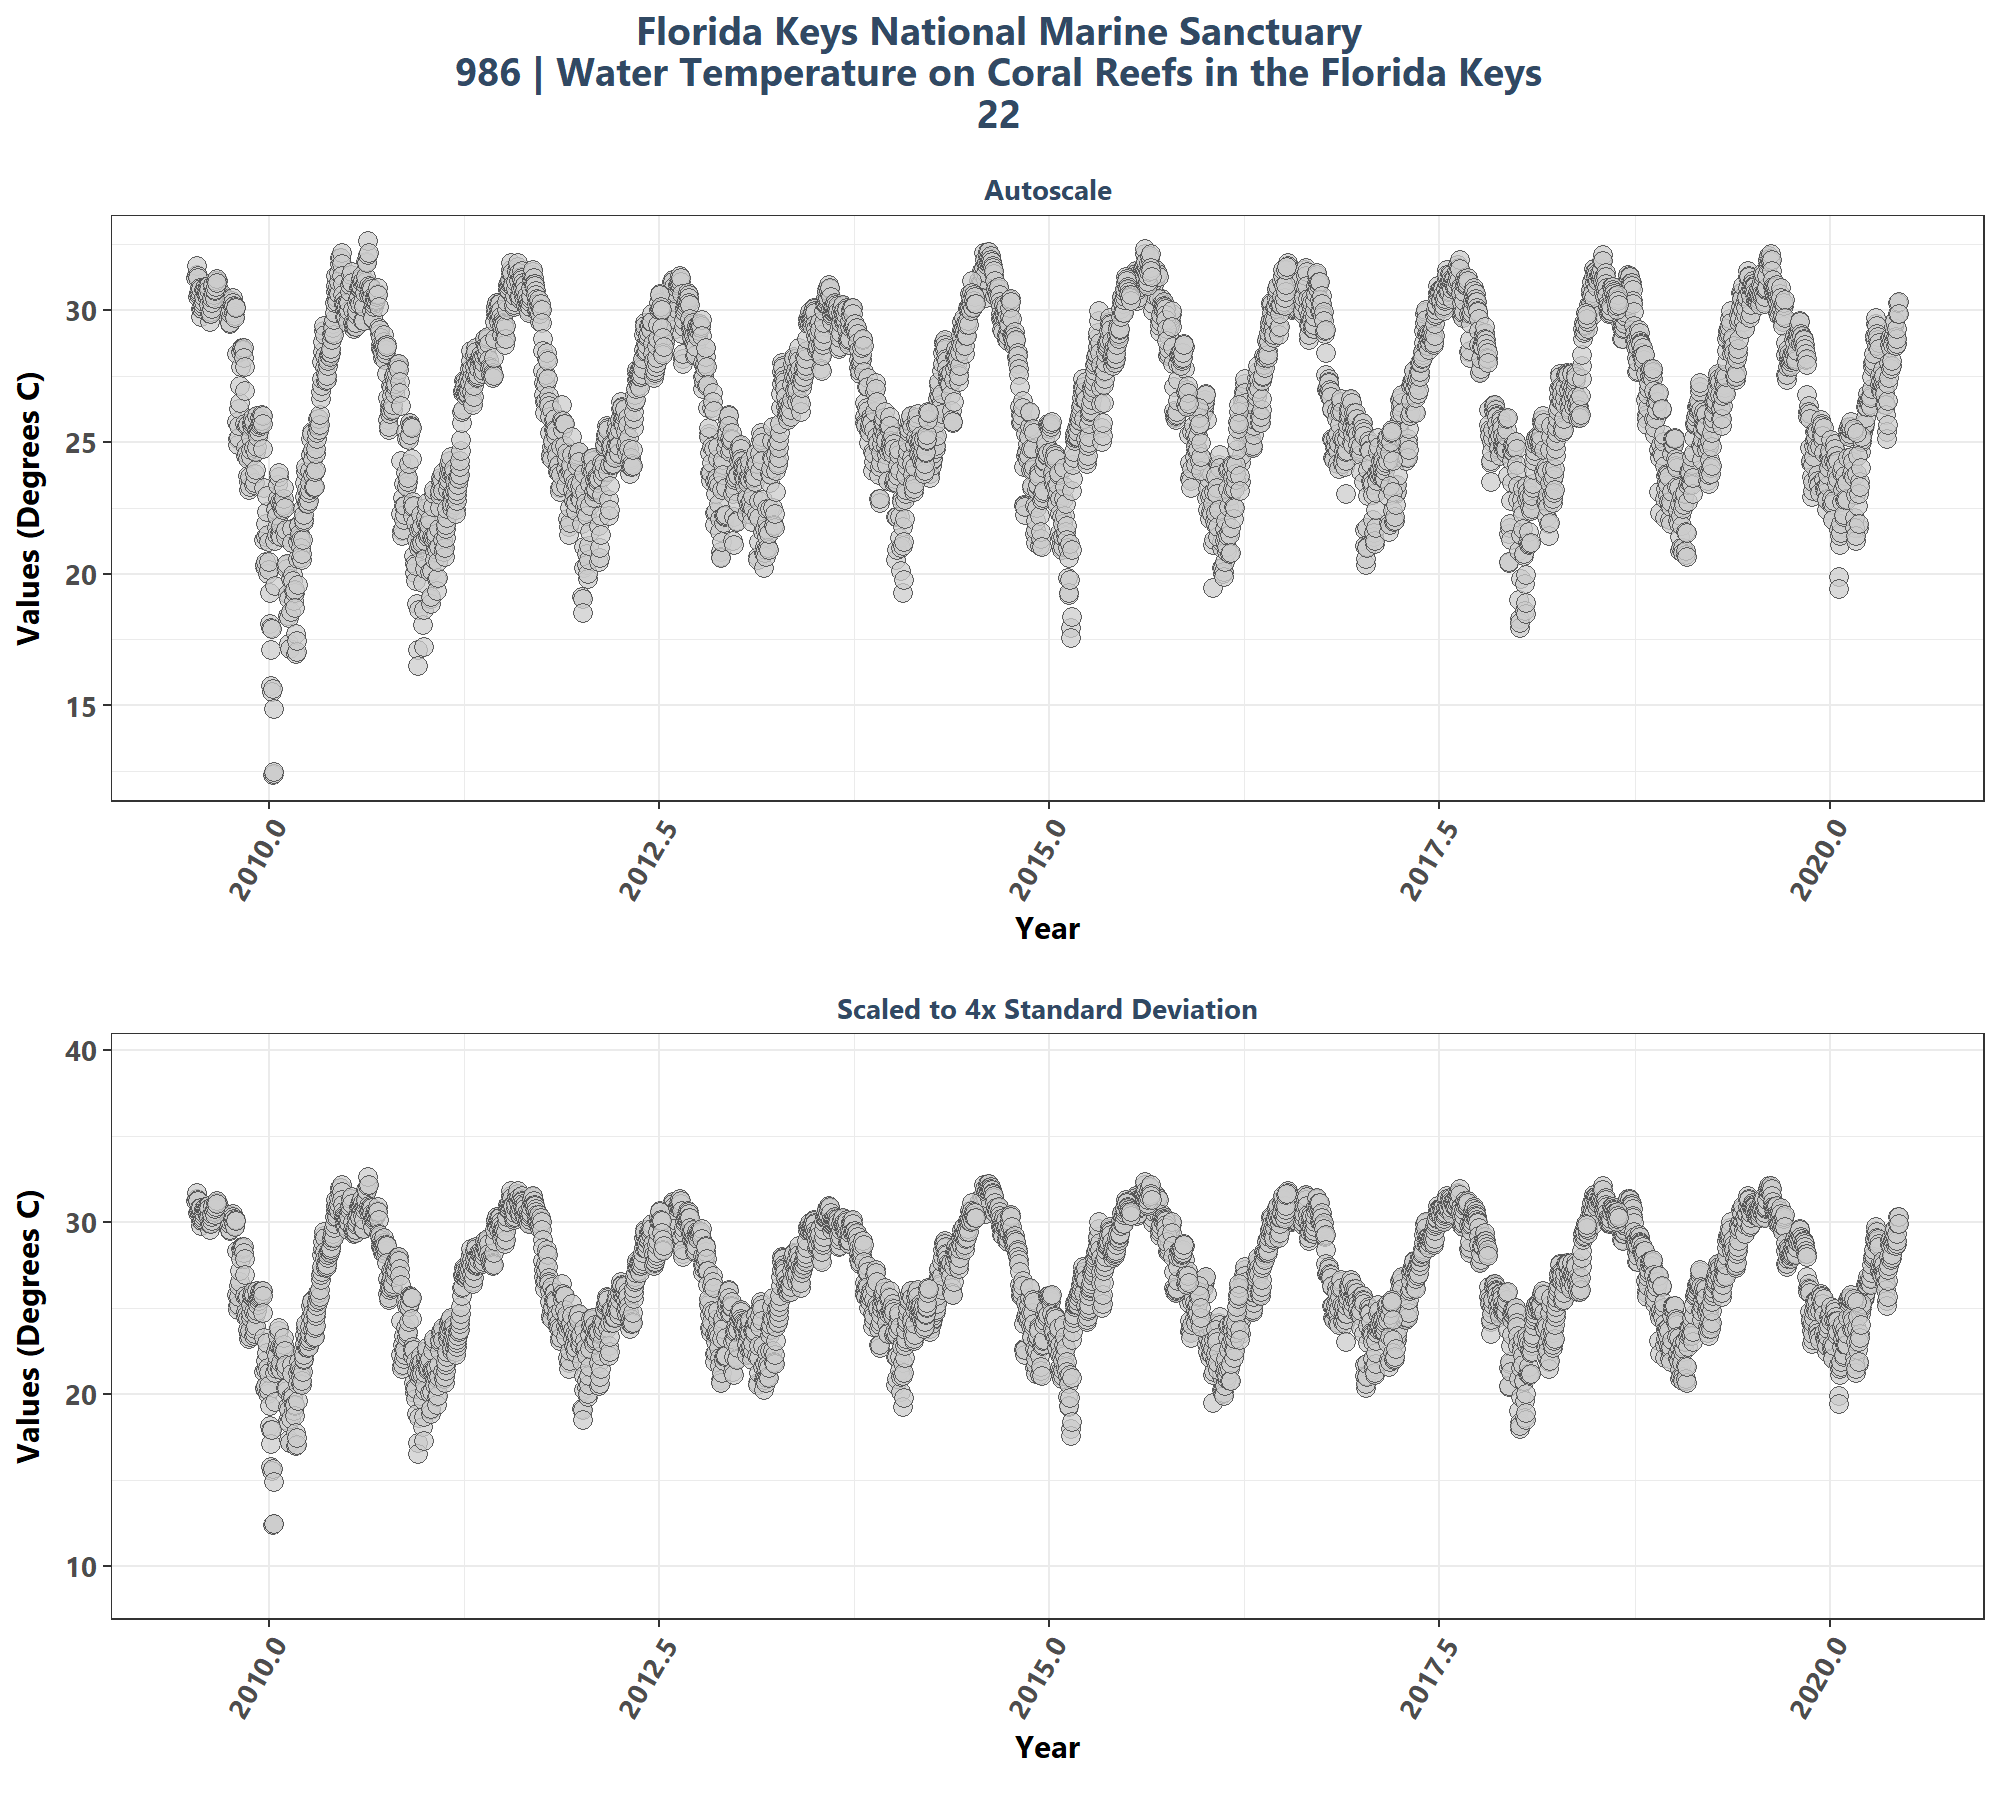 Florida Keys National Marine Sanctuary
986 | Water Temperature on Coral Reefs in the Florida Keys
22
Autoscale
Values (Degrees C)
30
25
20
15
2010.0
2012.5
2015.0
2017.5
2020.0
Year
Scaled to 4x Standard Deviation
Values (Degrees C)
40
30
20
10
2010.0
2012.5
2015.0
2017.5
2020.0
Year